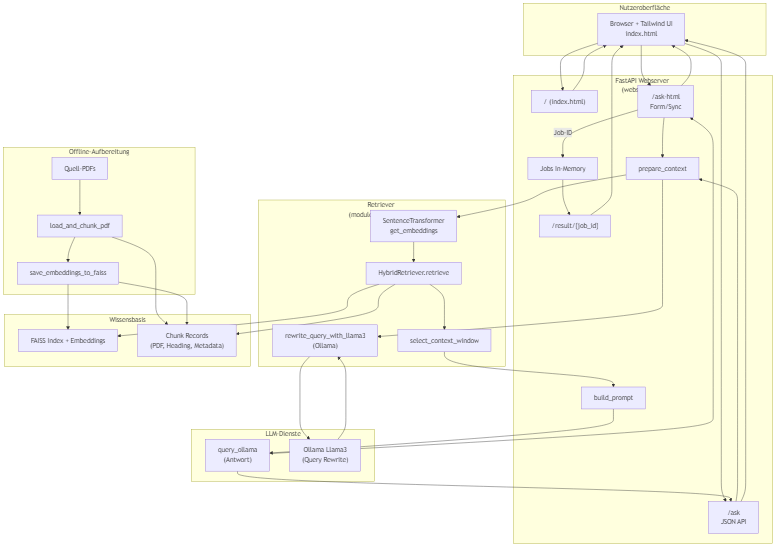 Nutzeroberfläche
Browser + Tailwind UI
index.html
FastAPI Webserver
(webs
/ (index.html)
/ask-html
Form/Sync
Job-ID
Offline-Aufbereitung
Quell-PDFs
Jobs In-Memory
prepare_context
load_and_chunk_pdf
Retriever
(module
SentenceTransformer
get_embeddings
/result/{job_id}
save_embeddings_to_faiss
HybridRetriever.retrieve
Wissensbasis
FAISS Index + Embeddings
Chunk Records
(PDF, Heading, Metadata)
rewrite_query_with_llama3
(Ollama)
select_context_window
build_prompt
LLM-Dienste
query_ollama
(Antwort)
Ollama Llama3
(Query Rewrite)
/ask
JSON API